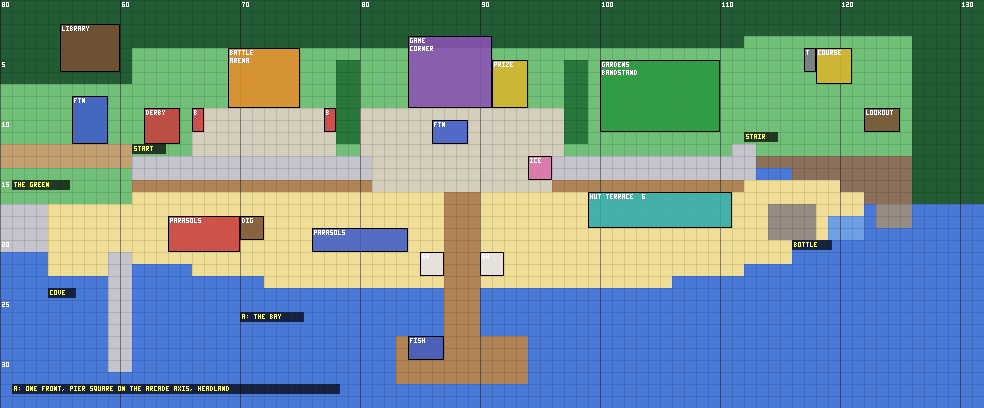 80 60 70 80 90 100 110 120 130
LIBRARY
GAME
CORNER
BATTLE
ARENA
T COURSE
5
PRIZE
GARDENS
BANDSTAND
FTN
DERBY
B
B
LOOKOUT
10
FTN
STAIR
START
ICE
15
THE GREEN
HUT TERRACE 6
PARASOLS
DIG
PARASOLS
20
BOTTLE
COVE
25
A: THE BAY
FISH
30
A: ONE FRONT, PIER SQUARE ON THE ARCADE AXIS, HEADLAND